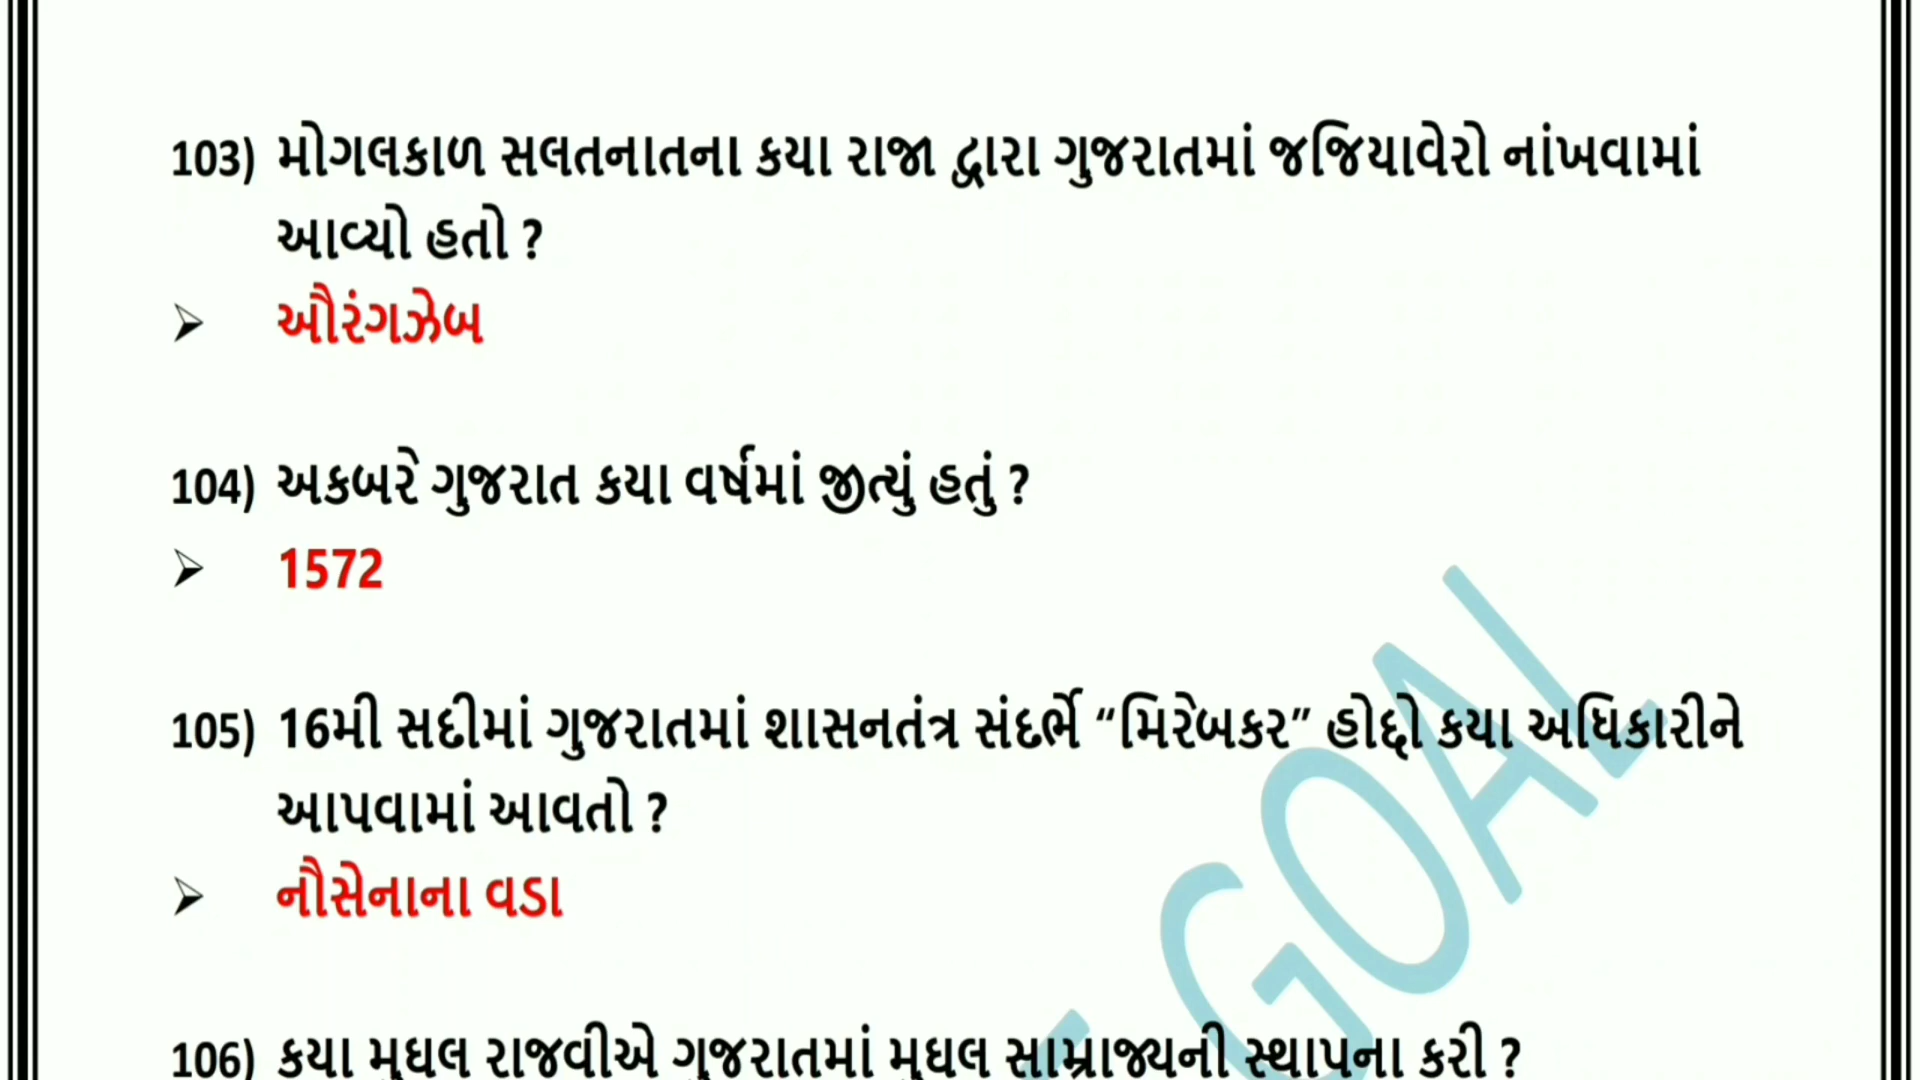 103) મોગલકાળ સલતનાતના કયા રાજા દ્વારા ગુજરાતમાં જજિયાવેરો નાંખવામાં
આવ્યો હતો ?
➢ ઔરંગઝેબ
104) અકબરે ગુજરાત કયા વર્ષમાં જીત્યું હતું ?
➢ 1572
105) 16મી સદીમાં ગુજરાતમાં શાસનતંત્ર સંદર્ભે “મિરેબકર” હોદ્દો કયા અધિકારીને
આપવામાં આવતો ?
➢ નૌસેનાના વડા
106) કયા મુઘલ રાજવીએ ગુજરાતમાં મુઘલ સામ્રાજ્યની સ્થાપના કરી ?
GOAL